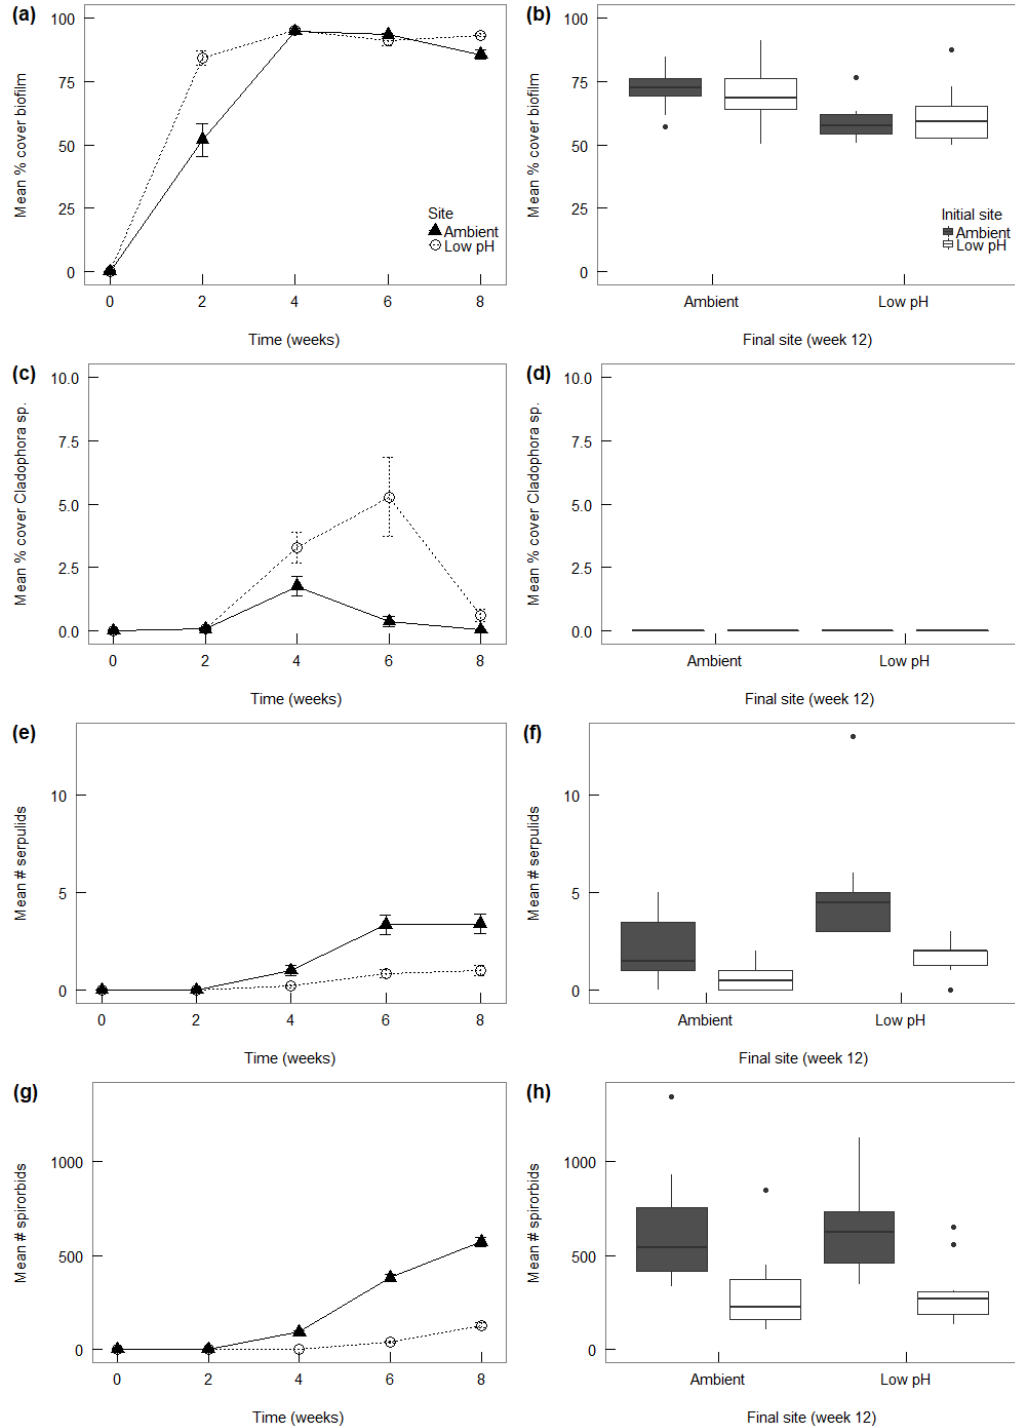 (a)
100
75
50
25
0
Mean % cover biofilm
Site
Ambient
Low pH
0 2 4 6 8
Time (weeks)
(b)
100
75
50
25
0
Mean % cover biofilm
Initial site
Ambient
Low pH
Ambient Low pH
Final site (week 12)
(c)
10.0
7.5
5.0
2.5
0.0
Mean % cover Cladophora sp.
0 2 4 6 8
Time (weeks)
(d)
10.0
7.5
5.0
2.5
0.0
Mean % cover Cladophora sp.
Ambient Low pH
Final site (week 12)
(e)
10
5
0
Mean # serpulids
0 2 4 6 8
Time (weeks)
(f)
10
5
0
Mean # serpulids
Ambient Low pH
Final site (week 12)
(g)
1000
500
0
Mean # spirorbids
0 2 4 6 8
Time (weeks)
(h)
1000
500
0
Mean # spirorbids
Ambient Low pH
Final site (week 12)